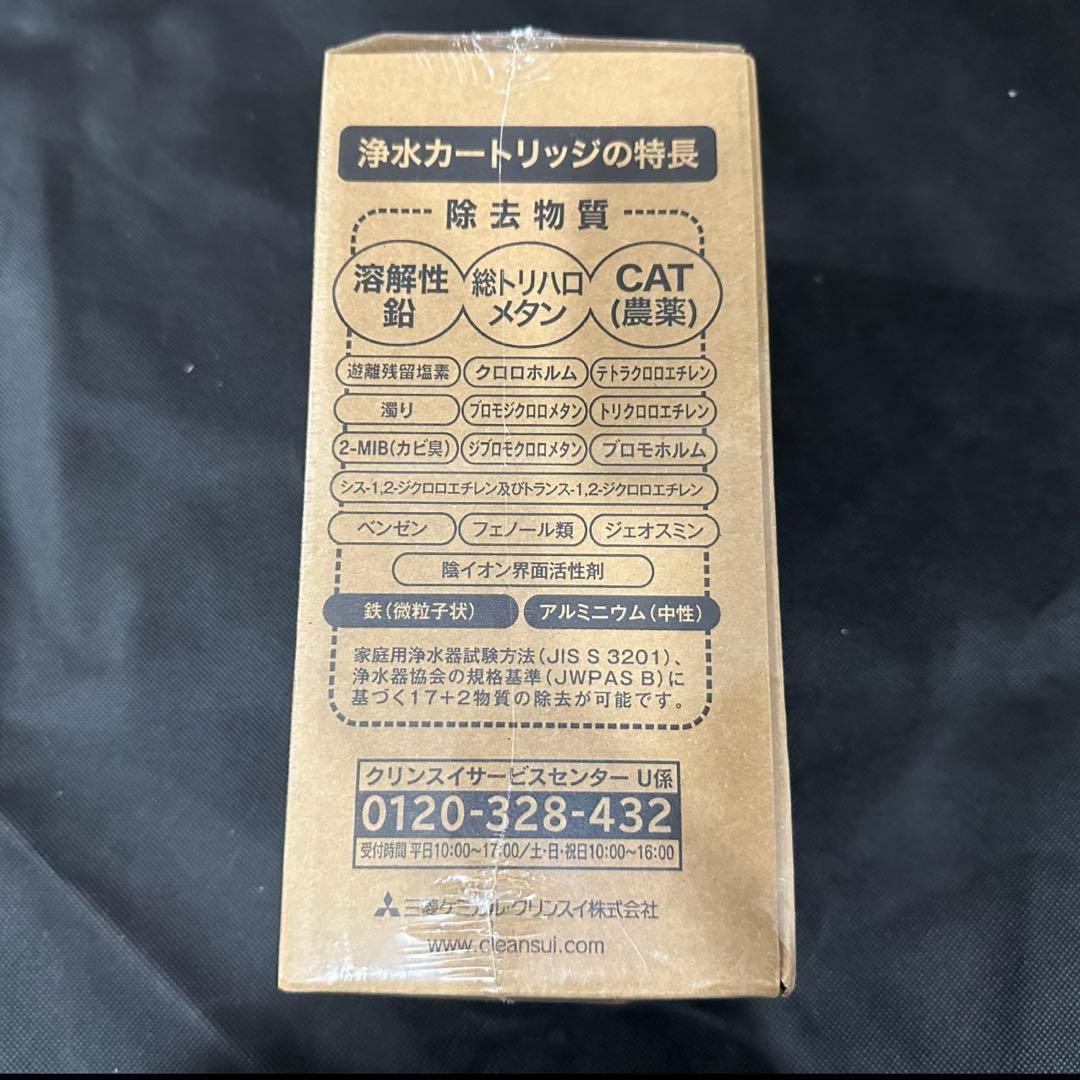 浄水カートリッジの特長
除去物質
溶解性
鉛
総トリハロ
メタン
CAT
(農薬)
遊離残留塩素 クロロホルム テトラクロロエチレン
濁り ブロモジクロロメタン トリクロロエチレン
2-MIB(カビ臭) ジブロモクロロメタン ブロモホルム
シス-1,2-ジクロロエチレン及びトランス-1,2-ジクロロエチレン
ベンゼン フェノール類 ジェオスミン
陰イオン界面活性剤
鉄(微粒子状) アルミニウム(中性)
家庭用浄水器試験方法(JIS S 3201)、
浄水器協会の規格基準(JWPAS B)に
基づく17+2物質の除去が可能です。
クリンスイサービスセンター U係
0120-328-432
受付時間 平日10:00～17:00/土・日・祝日10:00～16:00
三菱ケミカル・クリンスイ株式会社
www.cleansui.com